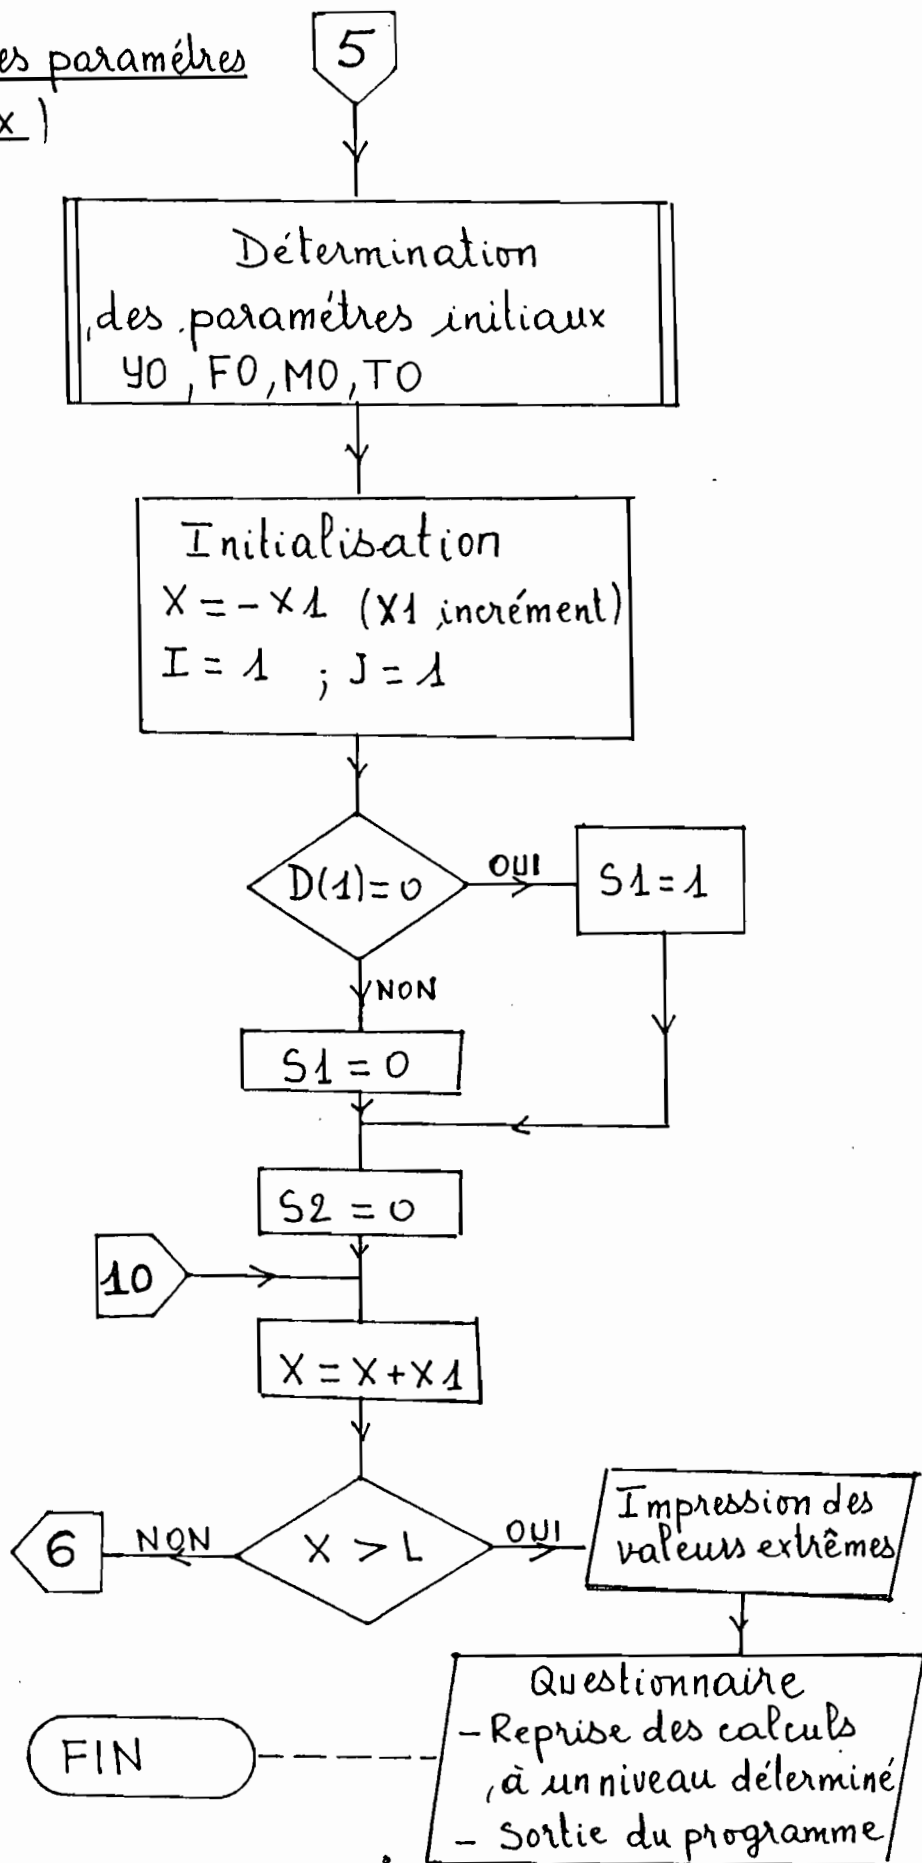 es paramètres
x )
5
Détermination
des paramètres initiaux
Y0, F0, M0, T0
Initialisation
X = - X1 (X1 incrément)
I = 1 ; J = 1
D(1) = 0
OUI
S1 = 1
NON
S1 = 0
S2 = 0
10
X = X + X1
6
NON
X > L
OUI
Impression des
valeurs extrêmes
Questionnaire
- Reprise des calculs
à un niveau déterminé
- Sortie du programme
FIN